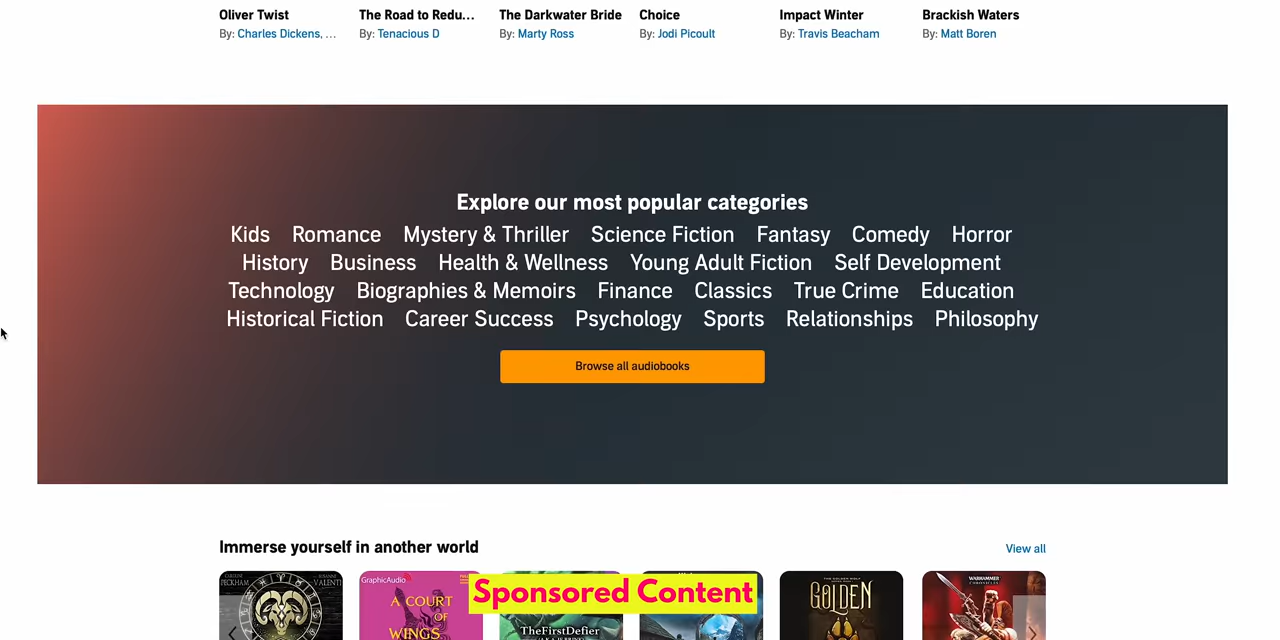 Oliver Twist The Road to Redu... The Darkwater Bride Choice Impact Winter Brackish Waters
By: Charles Dickens, ... By: Tenacious D By: Marty Ross By: Jodi Picoult By: Travis Beacham By: Matt Boren
Explore our most popular categories
Kids Romance Mystery & Thriller Science Fiction Fantasy Comedy Horror
History Business Health & Wellness Young Adult Fiction Self Development
Technology Biographies & Memoirs Finance Classics True Crime Education
Historical Fiction Career Success Psychology Sports Relationships Philosophy
Browse all audiobooks
Immerse yourself in another world View all
PECKHAM VALENTI
GraphicAudio
A COURT
OF
WINGS
Sponsored Content
TheFirstDefier
GOLDEN
WARHAMMER
CHRONICLES